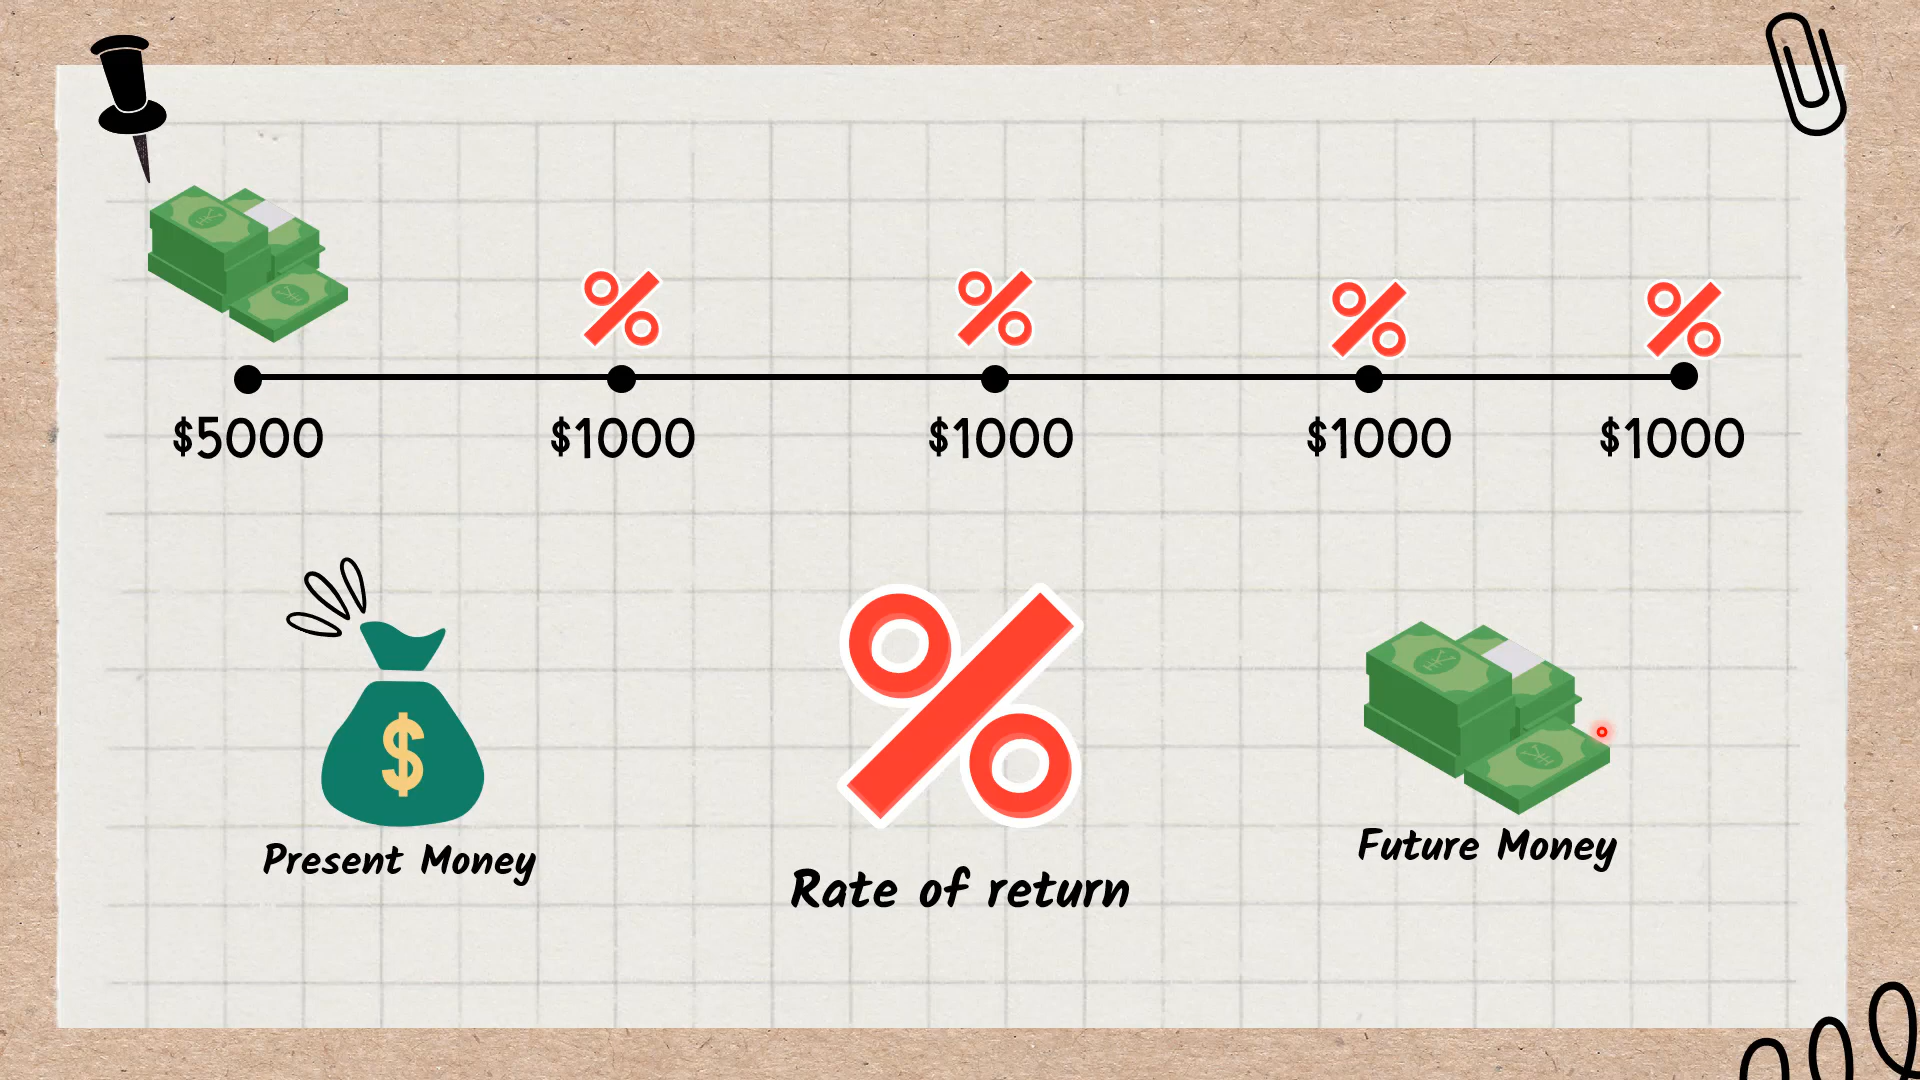 % % % %
$5000 $1000 $1000 $1000 $1000
$
%
Present Money
Rate of return
Future Money